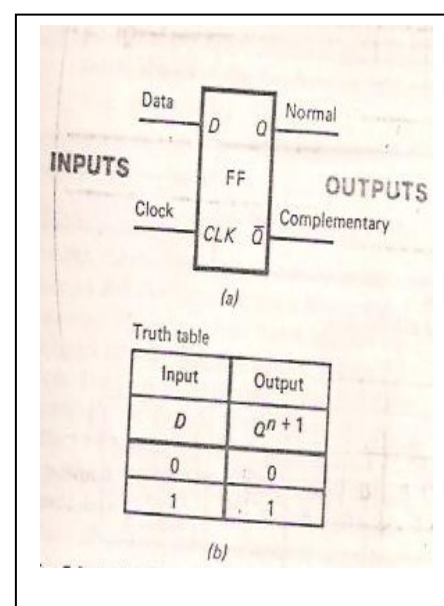 Data
Normal
D Q
INPUTS
FF
OUTPUTS
Clock
Complementary
CLK Q̅
(a)
Truth table
Input Output
D Qⁿ⁺¹
0 0
1 1
(b)